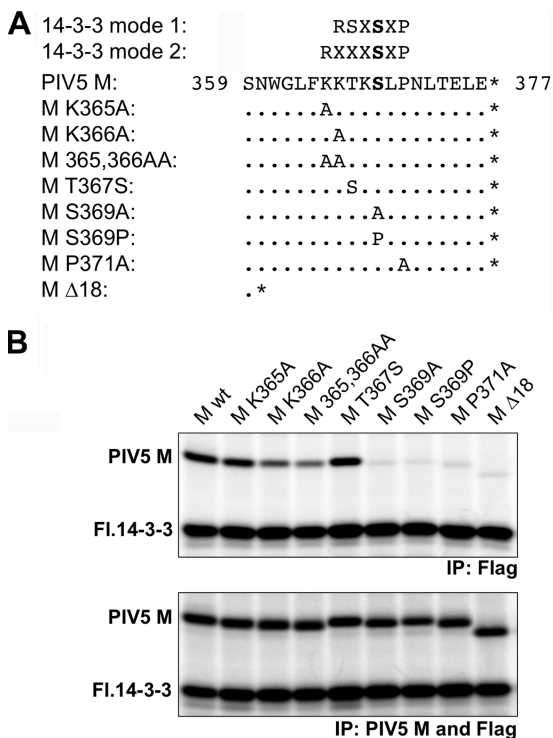 A
14-3-3 mode 1: RSXSXP
14-3-3 mode 2: RXXXSXP
PIV5 M: 359 SNWGLFKKTKSLPNLTELE* 377
M K365A: ......A............*
M K366A: .......A...........*
M 365,366AA: ......AA...........*
M T367S: ........S..........*
M S369A: ..........A........*
M S369P: ..........P........*
M P371A: ............A......*
M Δ18: .*
B
M wt M K365A M K366A M 365,366AA M T367S M S369A M S369P M P371A M Δ18
PIV5 M
Fl.14-3-3
IP: Flag
PIV5 M
Fl.14-3-3
IP: PIV5 M and Flag